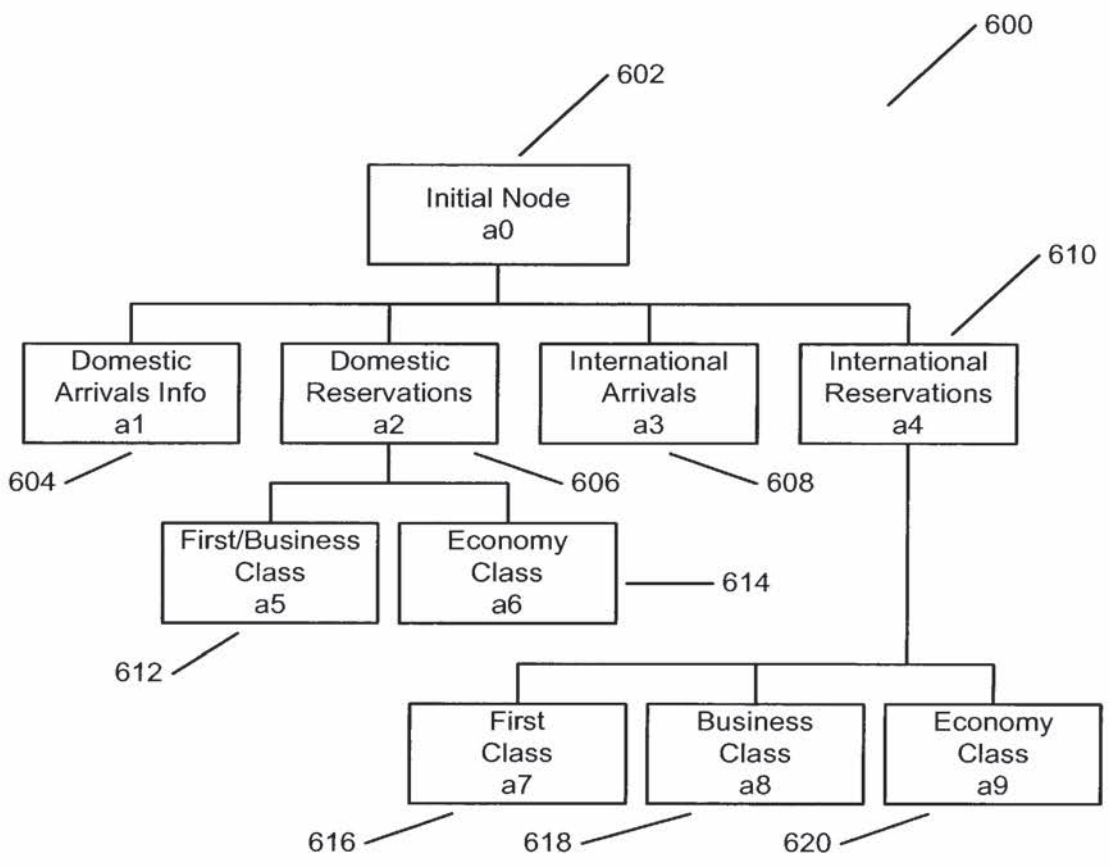 600
602
Initial Node
a0
610
Domestic
Arrivals Info
a1
Domestic
Reservations
a2
International
Arrivals
a3
International
Reservations
a4
604
606
608
First/Business
Class
a5
Economy
Class
a6
614
612
First
Class
a7
Business
Class
a8
Economy
Class
a9
616
618
620